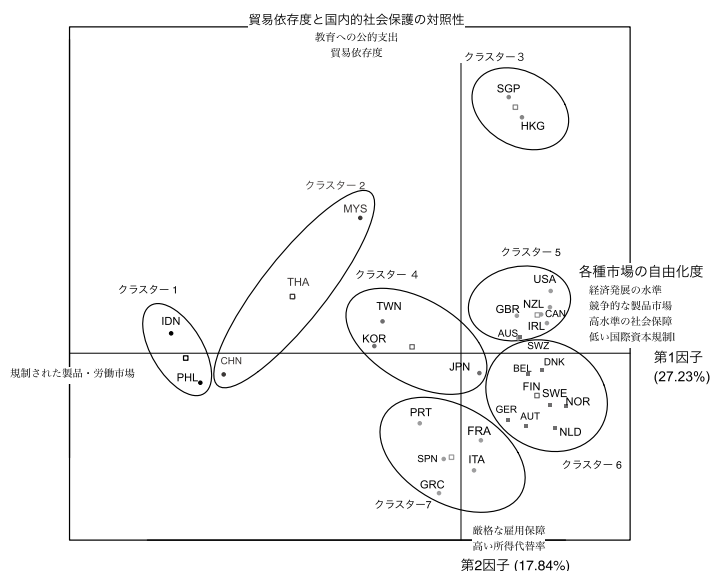 貿易依存度と国内的社会保護の対照性
教育への公的支出
貿易依存度
クラスター3
SGP
HKG
クラスター2
MYS
THA
CHN
クラスター1
IDN
PHL
クラスター 4
TWN
KOR
JPN
クラスター 5
USA
NZL
GBR
CAN
IRL
AUS
各種市場の自由化度
経済発展の水準
競争的な製品市場
高水準の社会保障
低い国際資本規制I
第1因子
(27.23%)
規制された製品・労働市場
SWZ
DNK
BEL
FIN
SWE
NOR
GER
AUT
NLD
クラスター 6
PRT
FRA
SPN
ITA
GRC
クラスター7
厳格な雇用保障
高い所得代替率
第2因子 (17.84%)